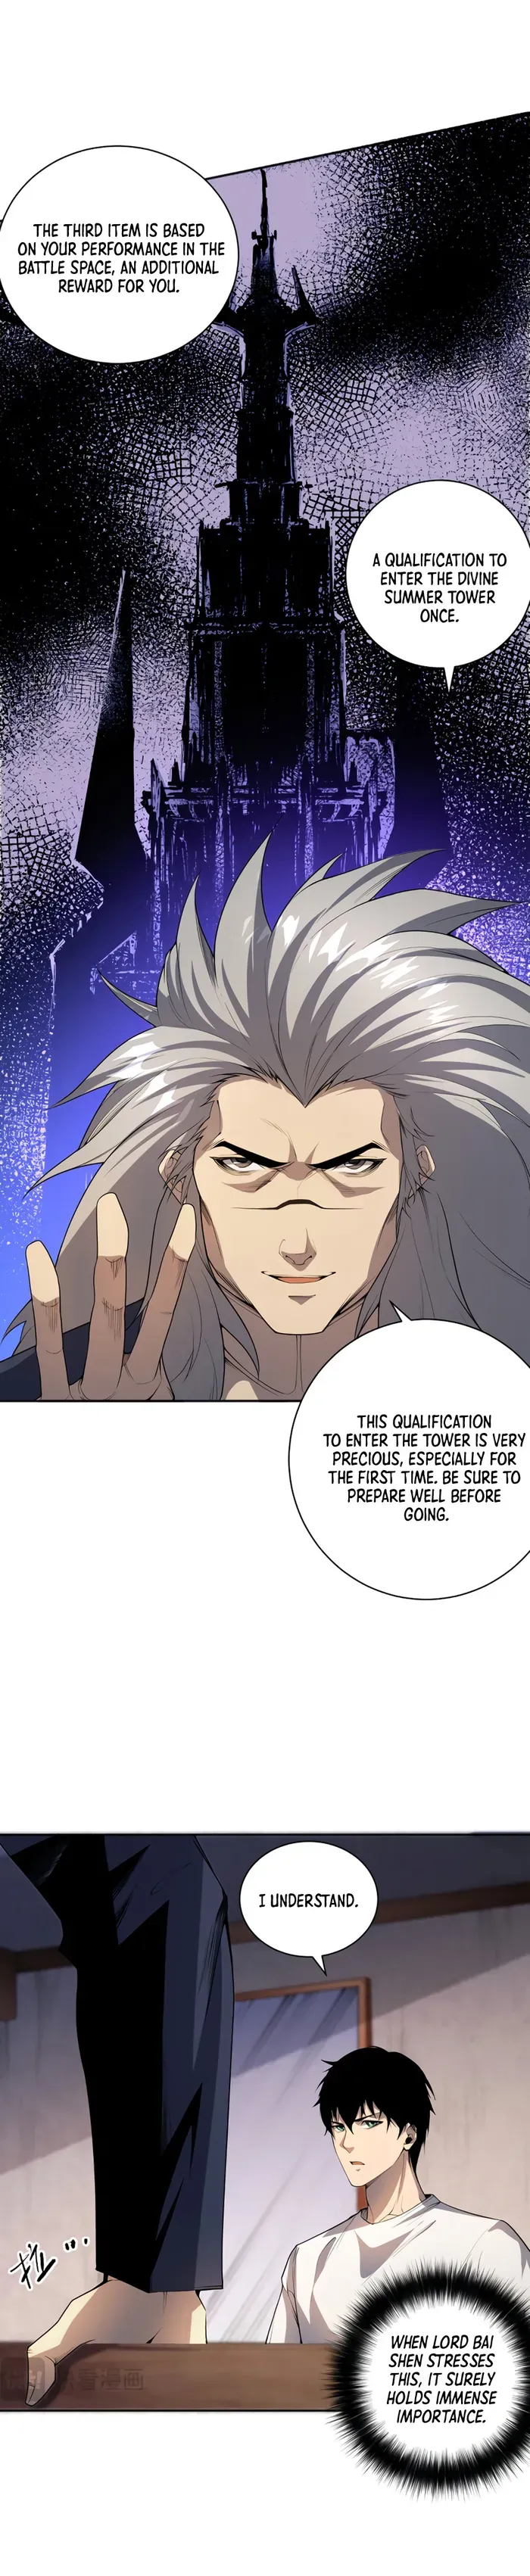 THE THIRD ITEM IS BASED
ON YOUR PERFORMANCE IN THE
BATTLE SPACE, AN ADDITIONAL
REWARD FOR YOU.
A QUALIFICATION TO
ENTER THE DIVINE
SUMMER TOWER
ONCE.
THIS QUALIFICATION
TO ENTER THE TOWER IS VERY
PRECIOUS, ESPECIALLY FOR
THE FIRST TIME. BE SURE TO
PREPARE WELL BEFORE
GOING.
I UNDERSTAND.
拉...
WHEN LORD BAI
SHEN STRESSES
THIS, IT SURELY
HOLDS IMMENSE
IMPORTANCE.